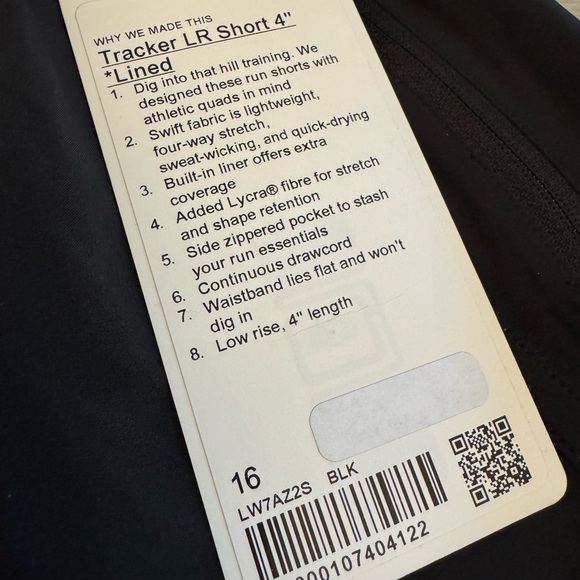 WHY WE MADE THIS
Tracker LR Short 4"
*Lined
1. Dig into that hill training. We
designed these run shorts with
athletic quads in mind
2. Swift fabric is lightweight,
four-way stretch,
sweat-wicking, and quick-drying
3. Built-in liner offers extra
coverage
4. Added Lycra® fibre for stretch
and shape retention
5. Side zippered pocket to stash
your run essentials
6. Continuous drawcord
7. Waistband lies flat and won't
dig in
8. Low rise, 4" length
16
LW7AZ2S BLK
000107404122